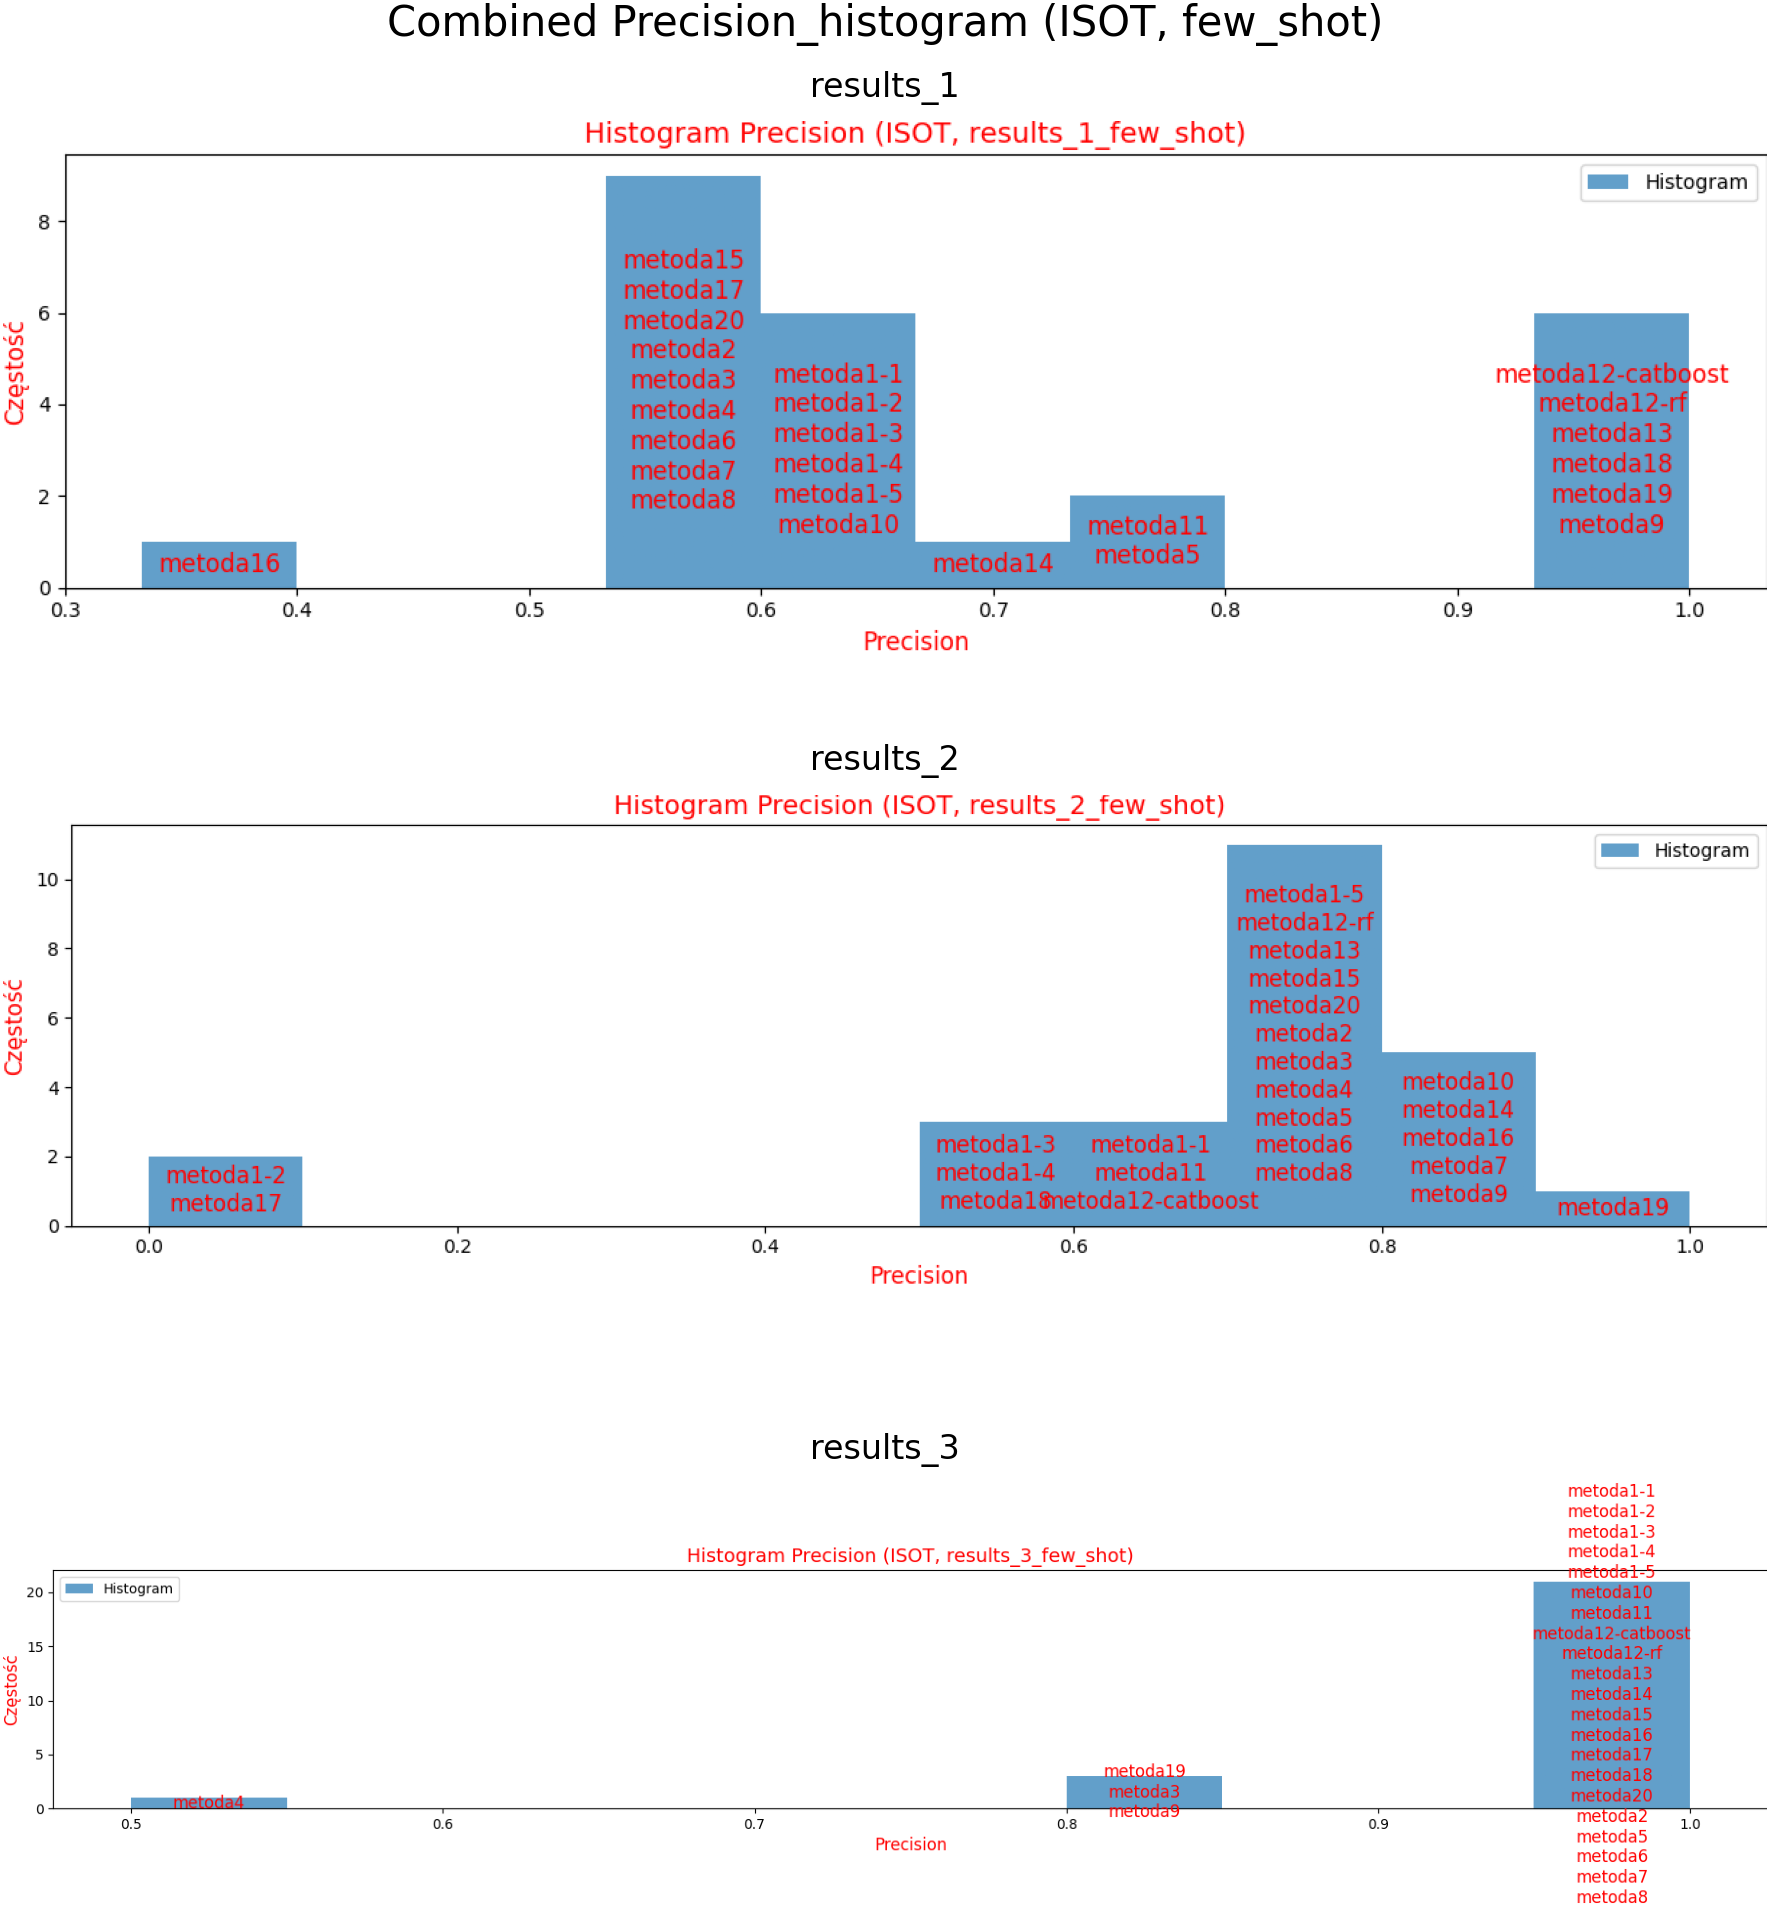 Combined Precision_histogram (ISOT, few_shot)
results_1
Histogram Precision (ISOT, results_1_few_shot)
Histogram
Częstość
8
6
4
2
0
metoda15
metoda17
metoda20
metoda2
metoda3
metoda4
metoda6
metoda7
metoda8
metoda1-1
metoda1-2
metoda1-3
metoda1-4
metoda1-5
metoda10
metoda12-catboost
metoda12-rf
metoda13
metoda18
metoda19
metoda9
metoda16
metoda14
metoda11
metoda5
0.3 0.4 0.5 0.6 0.7 0.8 0.9 1.0
Precision
results_2
Histogram Precision (ISOT, results_2_few_shot)
Histogram
Częstość
10
8
6
4
2
0
metoda1-2
metoda17
metoda1-3
metoda1-4
metoda18
metoda1-1
metoda11
metoda12-catboost
metoda1-5
metoda12-rf
metoda13
metoda15
metoda20
metoda2
metoda3
metoda4
metoda5
metoda6
metoda8
metoda10
metoda14
metoda16
metoda7
metoda9
metoda19
0.0 0.2 0.4 0.6 0.8 1.0
Precision
results_3
Histogram Precision (ISOT, results_3_few_shot)
Histogram
Częstość
20
15
10
5
0
metoda4
metoda19
metoda3
metoda9
metoda1-1
metoda1-2
metoda1-3
metoda1-4
metoda1-5
metoda10
metoda11
metoda12-catboost
metoda12-rf
metoda13
metoda14
metoda15
metoda16
metoda17
metoda18
metoda20
metoda2
metoda5
metoda6
metoda7
metoda8
0.5 0.6 0.7 0.8 0.9 1.0
Precision